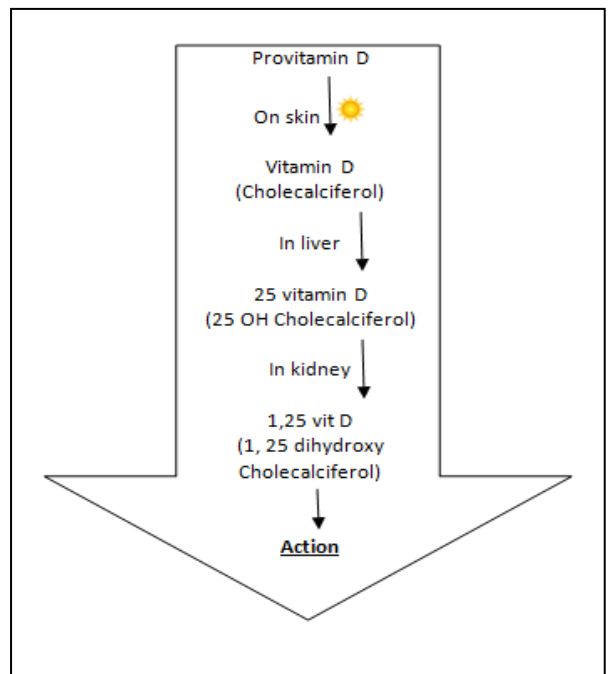 Provitamin D
On skin
Vitamin D
(Cholecalciferol)
In liver
25 vitamin D
(25 OH Cholecalciferol)
In kidney
1,25 vit D
(1, 25 dihydroxy
Cholecalciferol)
Action